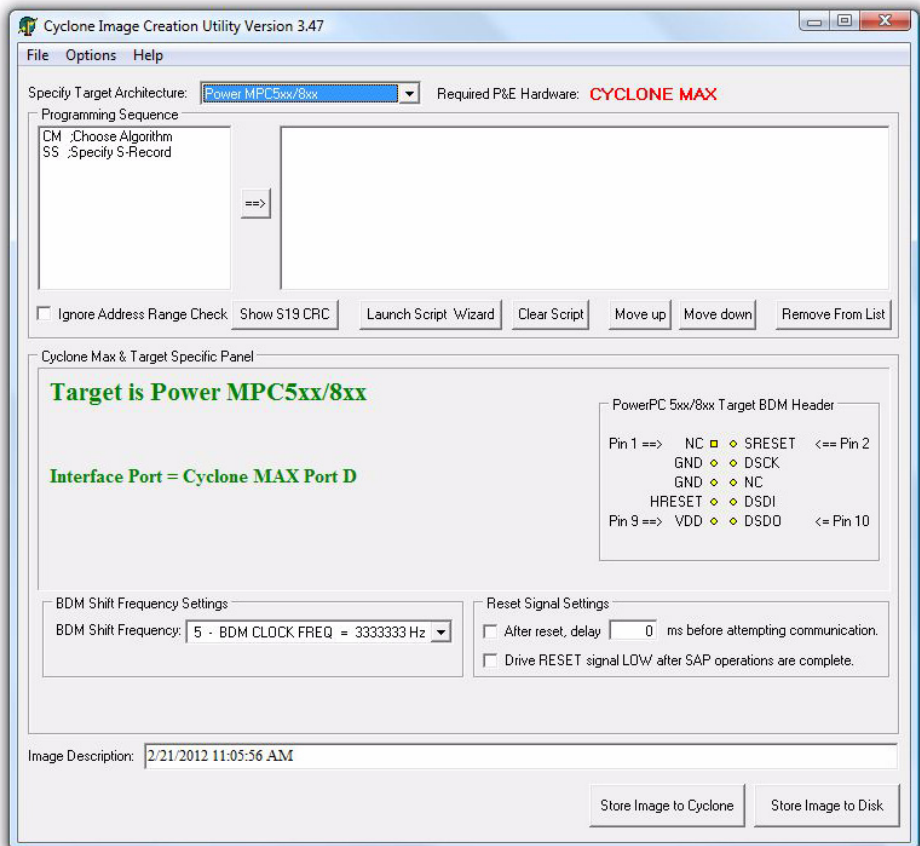 Cyclone Image Creation Utility Version 3.47
File Options Help
Specify Target Architecture: Power MPC5xx/8xx Required P&E Hardware: CYCLONE MAX
Programming Sequence
CM ;Choose Algorithm
SS ;Specify S-Record
==>
Ignore Address Range Check Show S19 CRC Launch Script Wizard Clear Script Move up Move down Remove From List
Cyclone Max & Target Specific Panel
Target is Power MPC5xx/8xx
Interface Port = Cyclone MAX Port D
PowerPC 5xx/8xx Target BDM Header
Pin 1 ==> NC SRESET <== Pin 2
GND DSCK
GND NC
HRESET DSDI
Pin 9 ==> VDD DSDO <= Pin 10
BDM Shift Frequency Settings
BDM Shift Frequency: 5 - BDM CLOCK FREQ = 3333333 Hz
Reset Signal Settings
After reset, delay 0 ms before attempting communication.
Drive RESET signal LOW after SAP operations are complete.
Image Description: 2/21/2012 11:05:56 AM
Store Image to Cyclone Store Image to Disk